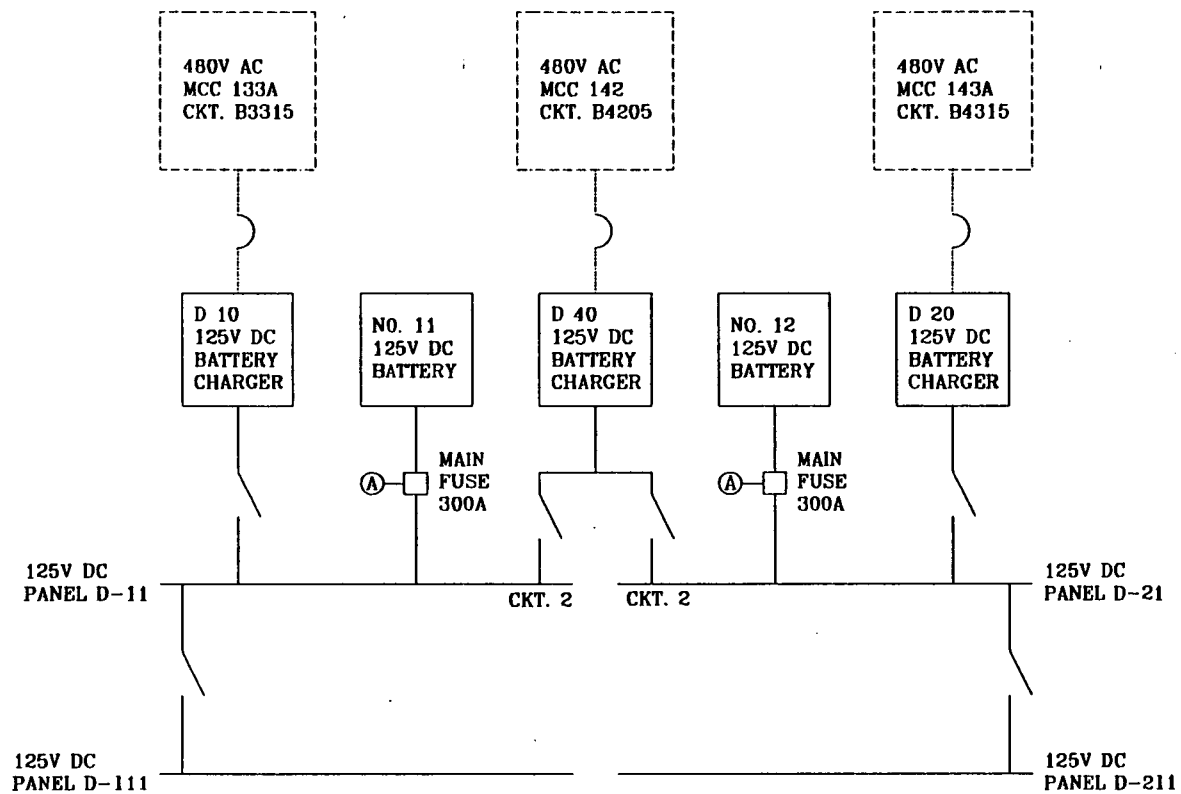 480V AC
MCC 133A
CKT. B3315
480V AC
MCC 142
CKT. B4205
480V AC
MCC 143A
CKT. B4315
D 10
125V DC
BATTERY
CHARGER
NO. 11
125V DC
BATTERY
D 40
125V DC
BATTERY
CHARGER
NO. 12
125V DC
BATTERY
D 20
125V DC
BATTERY
CHARGER
A
MAIN
FUSE
300A
A
MAIN
FUSE
300A
125V DC
PANEL D-11
CKT. 2
CKT. 2
125V DC
PANEL D-21
125V DC
PANEL D-111
125V DC
PANEL D-211